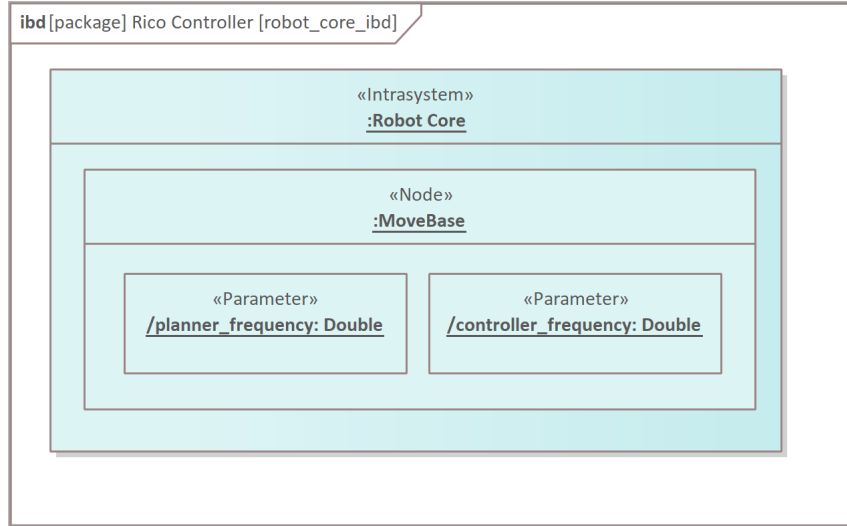 ibd [package] Rico Controller [robot_core_ibd]
«Intrasystem»
:Robot Core
«Node»
:MoveBase
«Parameter»
/planner_frequency: Double
«Parameter»
/controller_frequency: Double